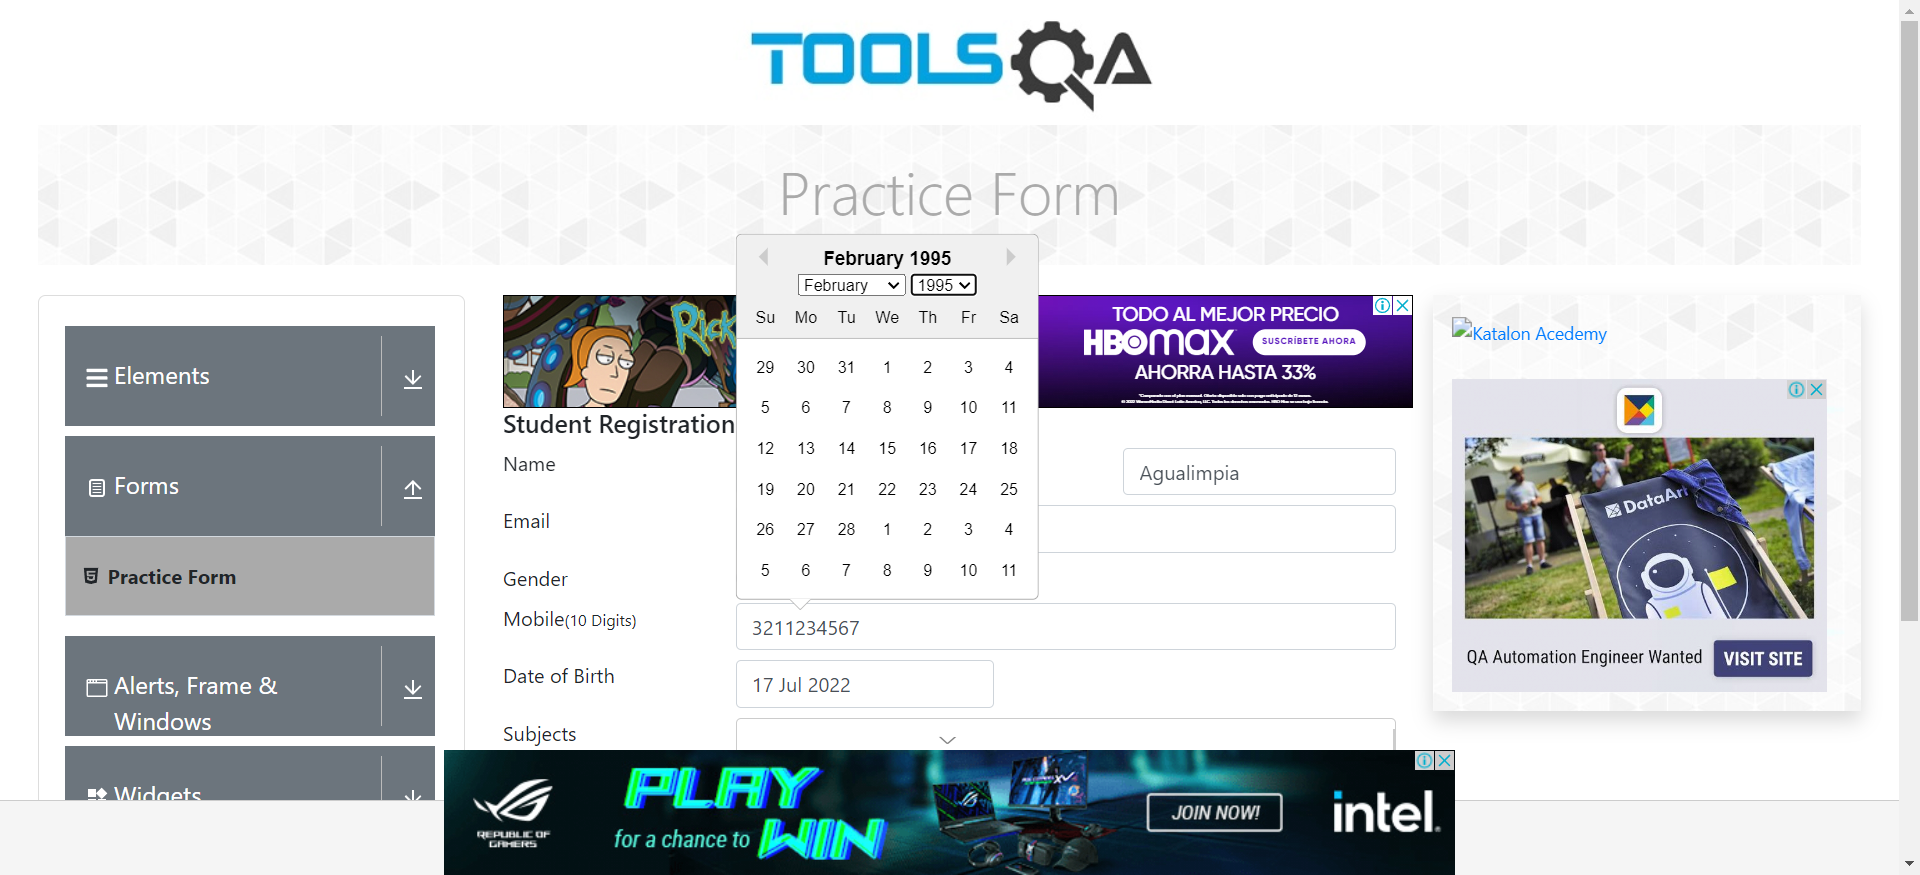 TOOLSQA
Practice Form
February 1995
February 1995
Su Mo Tu We Th Fr Sa
29 30 31 1 2 3 4
5 6 7 8 9 10 11
12 13 14 15 16 17 18
19 20 21 22 23 24 25
26 27 28 1 2 3 4
5 6 7 8 9 10 11
Elements
Forms
Practice Form
Alerts, Frame &
Windows
Widgets
Rick
TODO AL MEJOR PRECIO
HBOmax SUSCRÍBETE AHORA
AHORRA HASTA 33%
Student Registration
Name
Agualimpia
Email
Gender
Mobile(10 Digits)
3211234567
Date of Birth
17 Jul 2022
Subjects
Katalon Acedemy
DataArt
QA Automation Engineer Wanted
VISIT SITE
REPUBLIC OF
GAMERS
PLAY
for a chance to WIN
JOIN NOW!
intel.